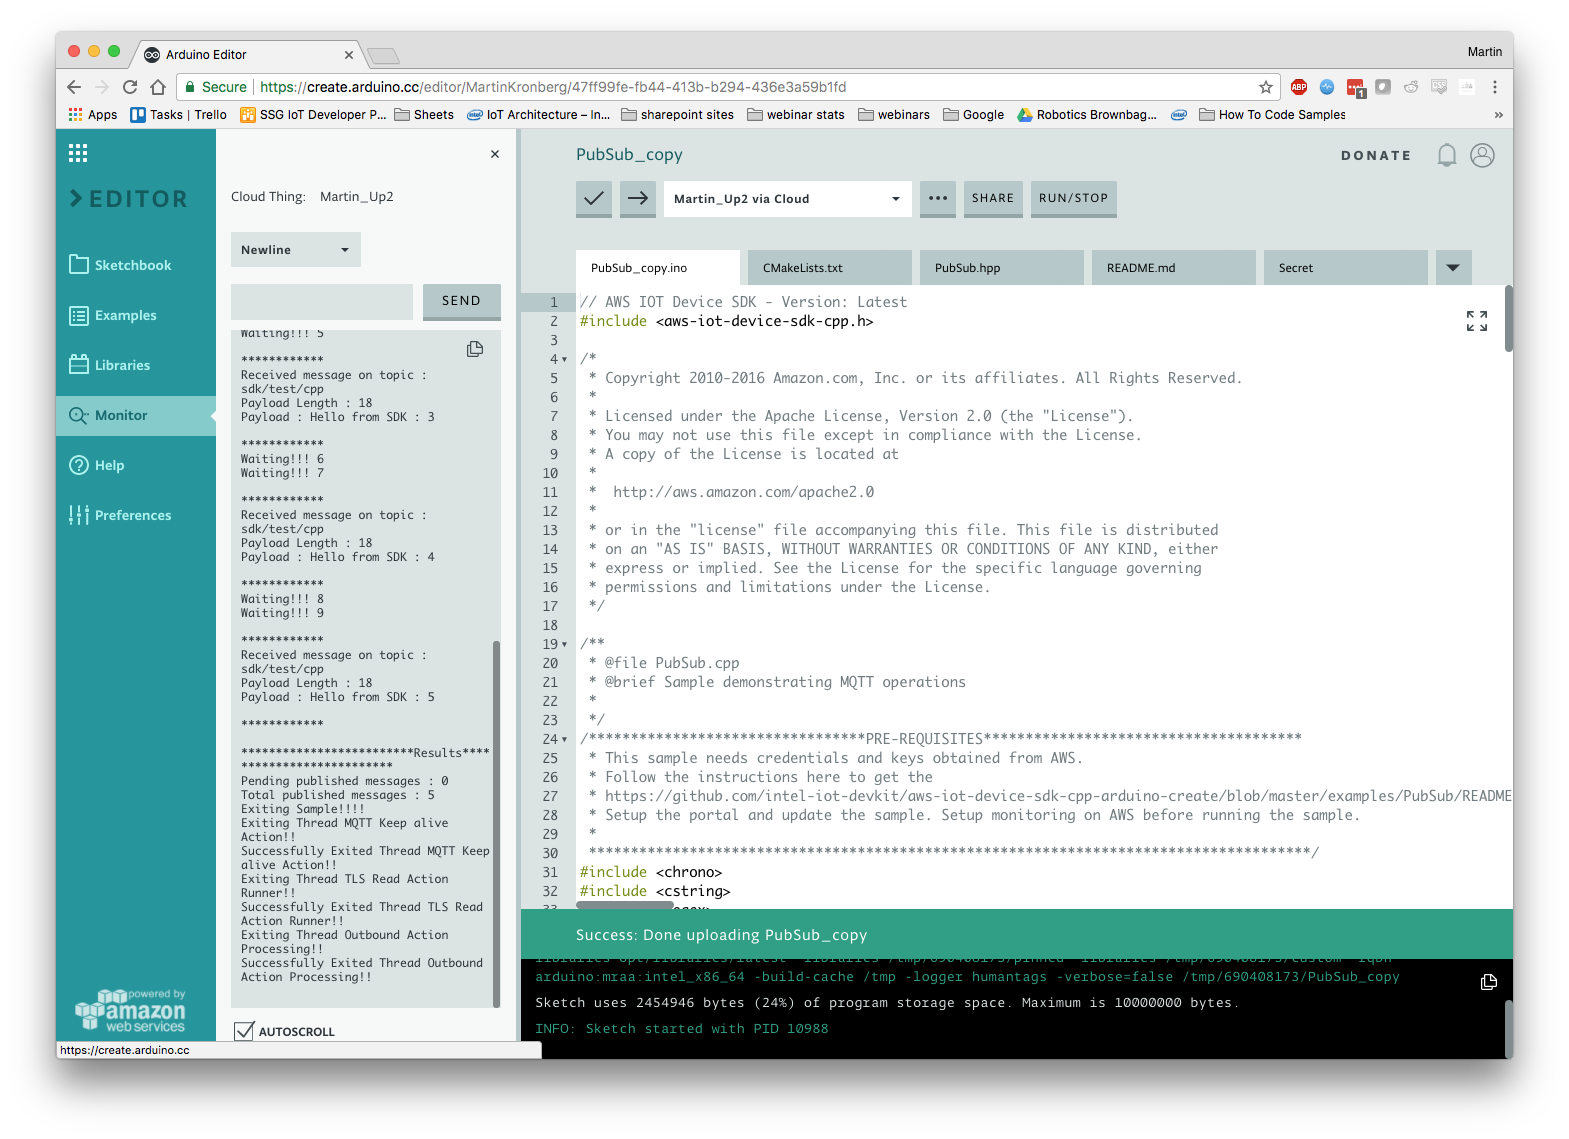 Arduino Editor
Martin
Secure https://create.arduino.cc/editor/MartinKronberg/47ff99fe-fb44-413b-b294-436e3a59b1fd
ABP
1
CSS
Apps Tasks | Trello SSG IoT Developer P... Sheets IoT Architecture – In... sharepoint sites webinar stats webinars Google Robotics Brownbag... How To Code Samples »
EDITOR
Sketchbook
Examples
Libraries
Monitor
Help
Preferences
powered by
amazon
web services
https://create.arduino.cc
Cloud Thing: Martin_Up2
Newline
SEND
Waiting!!! 5
************
Received message on topic :
sdk/test/cpp
Payload Length : 18
Payload : Hello from SDK : 3
************
Waiting!!! 6
Waiting!!! 7
************
Received message on topic :
sdk/test/cpp
Payload Length : 18
Payload : Hello from SDK : 4
************
Waiting!!! 8
Waiting!!! 9
************
Received message on topic :
sdk/test/cpp
Payload Length : 18
Payload : Hello from SDK : 5
************
*************************Results****
**********************
Pending published messages : 0
Total published messages : 5
Exiting Sample!!!!
Exiting Thread MQTT Keep alive
Action!!
Successfully Exited Thread MQTT Keep
alive Action!!
Exiting Thread TLS Read Action
Runner!!
Successfully Exited Thread TLS Read
Action Runner!!
Exiting Thread Outbound Action
Processing!!
Successfully Exited Thread Outbound
Action Processing!!
AUTOSCROLL
PubSub_copy
DONATE
Martin_Up2 via Cloud
SHARE
RUN/STOP
PubSub_copy.ino CMakeLists.txt PubSub.hpp README.md Secret
1 // AWS IOT Device SDK - Version: Latest
2 #include <aws-iot-device-sdk-cpp.h>
3
4 /*
5 * Copyright 2010-2016 Amazon.com, Inc. or its affiliates. All Rights Reserved.
6 *
7 * Licensed under the Apache License, Version 2.0 (the "License").
8 * You may not use this file except in compliance with the License.
9 * A copy of the License is located at
10 *
11 * http://aws.amazon.com/apache2.0
12 *
13 * or in the "license" file accompanying this file. This file is distributed
14 * on an "AS IS" BASIS, WITHOUT WARRANTIES OR CONDITIONS OF ANY KIND, either
15 * express or implied. See the License for the specific language governing
16 * permissions and limitations under the License.
17 */
18
19 /**
20 * @file PubSub.cpp
21 * @brief Sample demonstrating MQTT operations
22 *
23 */
24 /*********************************PRE-REQUISITES**************************************
25 * This sample needs credentials and keys obtained from AWS.
26 * Follow the instructions here to get the
27 * https://github.com/intel-iot-devkit/aws-iot-device-sdk-cpp-arduino-create/blob/master/examples/PubSub/README
28 * Setup the portal and update the sample. Setup monitoring on AWS before running the sample.
29 *
30 **************************************************************************************/
31 #include <chrono>
32 #include <cstring>
33
Success: Done uploading PubSub_copy
arduino:mraa:intel_x86_64 -build-cache /tmp -logger humantags -verbose=false /tmp/690408173/PubSub_copy
Sketch uses 2454946 bytes (24%) of program storage space. Maximum is 10000000 bytes.
INFO: Sketch started with PID 10988